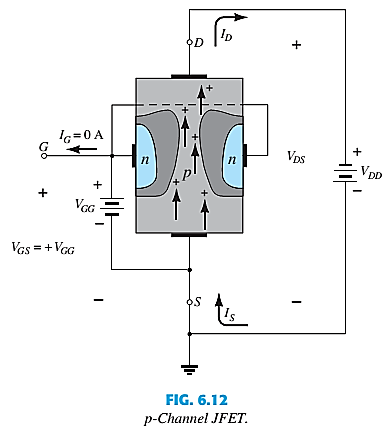 D
I_D
+
I_G = 0 A
G
n
n
p
+
+
+
+
+
V_DS
+
V_DD
–
+
+
V_GG
–
V_GS = +V_GG
–
S
I_S
–
FIG. 6.12
p-Channel JFET.